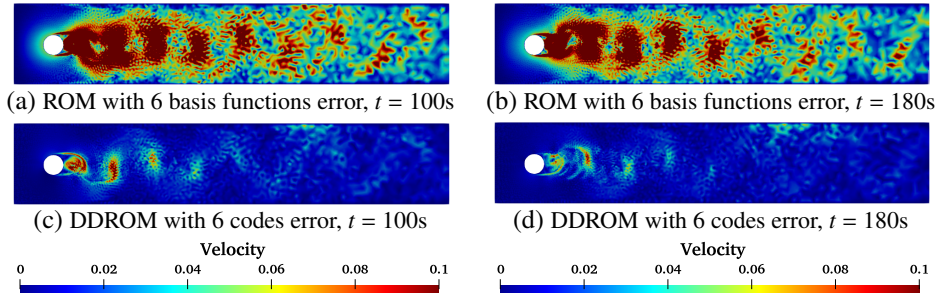 (a) ROM with 6 basis functions error, t = 100s
(b) ROM with 6 basis functions error, t = 180s
(c) DDROM with 6 codes error, t = 100s
(d) DDROM with 6 codes error, t = 180s
Velocity
0 0.02 0.04 0.06 0.08 0.1
Velocity
0 0.02 0.04 0.06 0.08 0.1